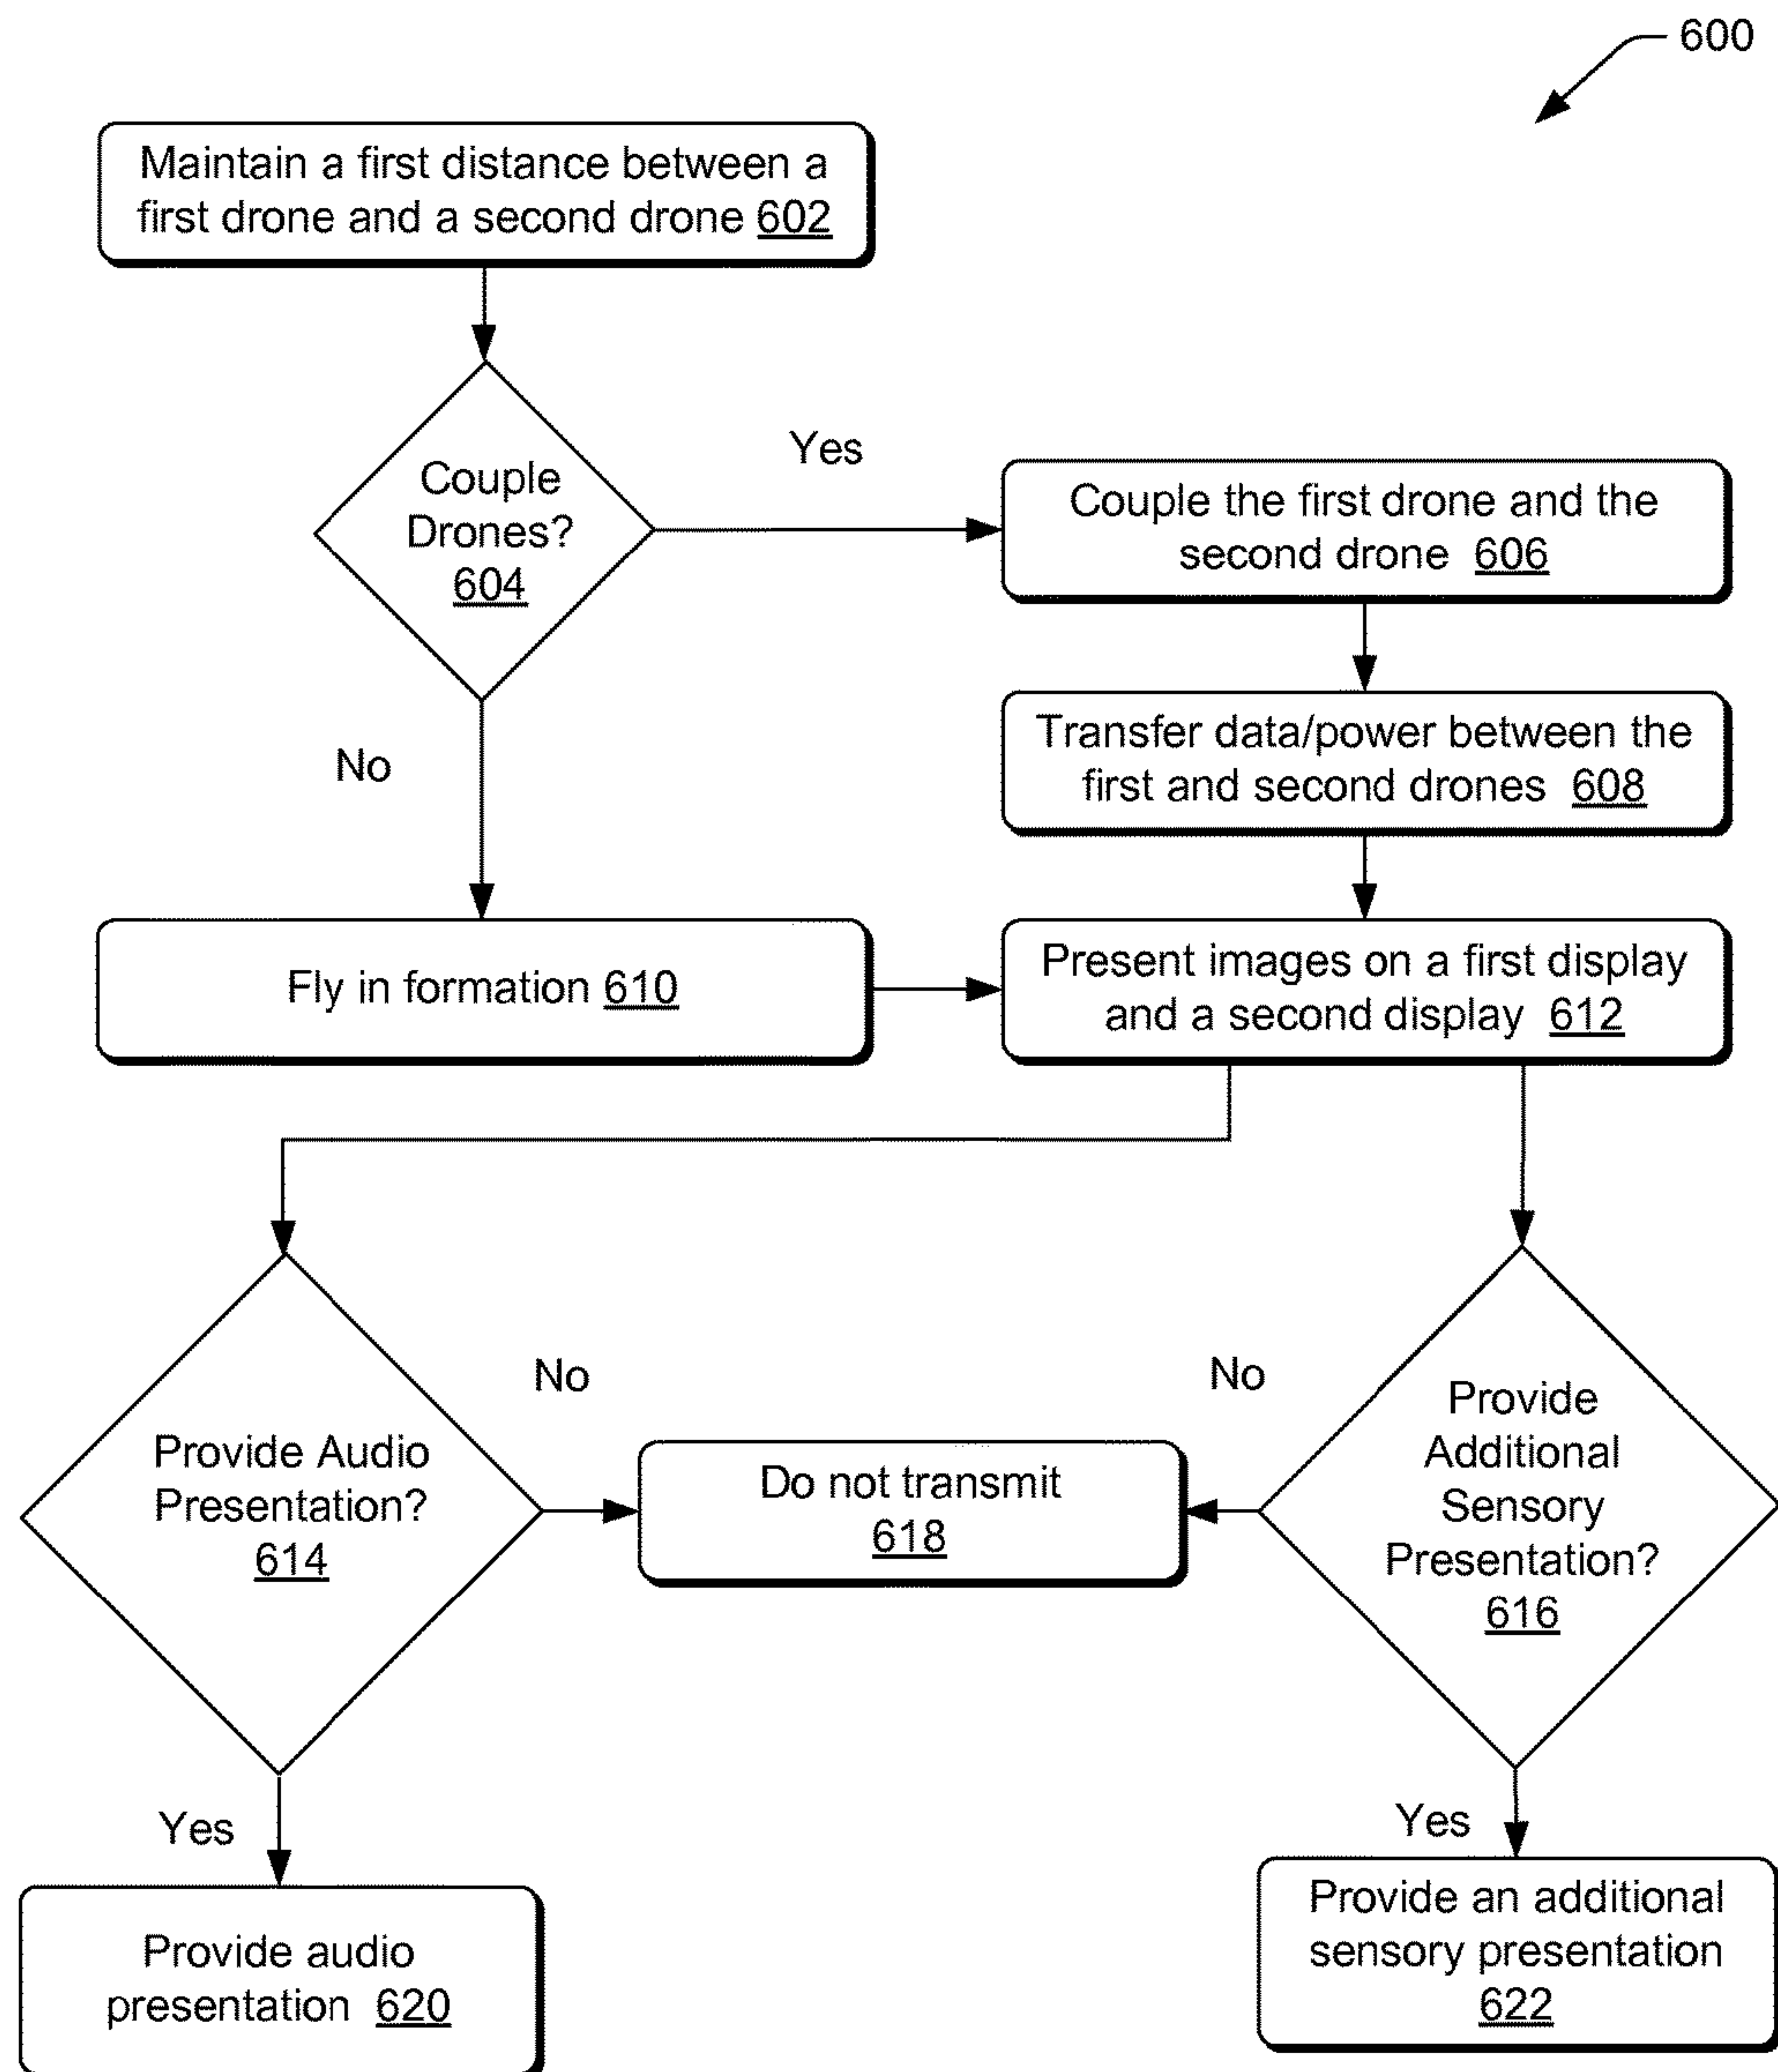 600
Maintain a first distance between a
first drone and a second drone 602
Couple
Drones?
604
Yes
Couple the first drone and the
second drone 606
Transfer data/power between the
first and second drones 608
No
Fly in formation 610
Present images on a first display
and a second display 612
Provide Audio
Presentation?
614
No
Do not transmit
618
No
Provide
Additional
Sensory
Presentation?
616
Yes
Provide audio
presentation 620
Yes
Provide an additional
sensory presentation
622